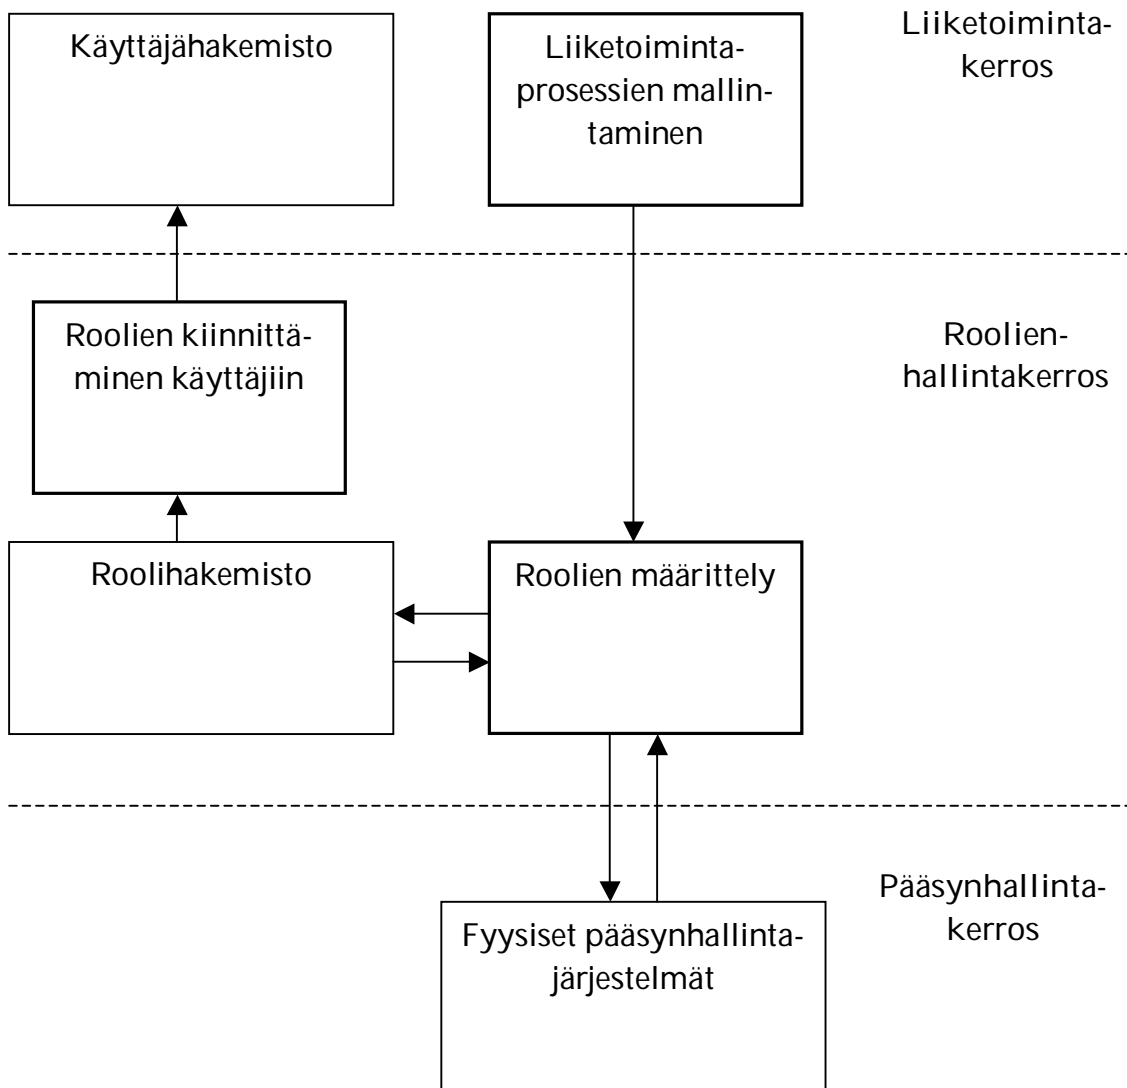 Käyttäjähakemisto
Liiketoiminta-
prosessien mallin-
taminen
Liiketoiminta-
kerros
Roolien kiinnittä-
minen käyttäjiin
Roolien-
hallintakerros
Roolihakemisto
Roolien määrittely
Pääsynhallinta-
kerros
Fyysiset pääsynhallinta-
järjestelmät